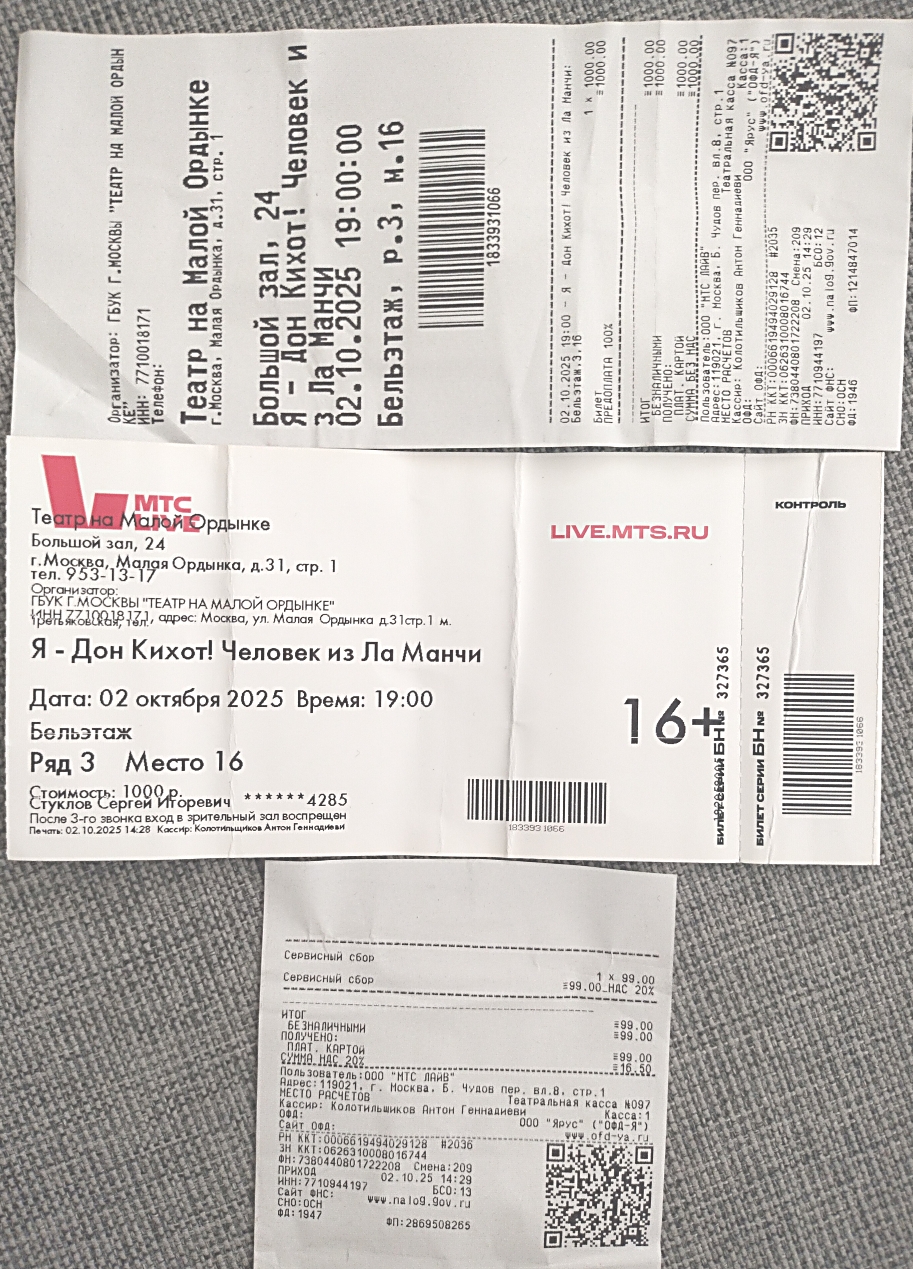 Организатор: ГБУК Г.МОСКВЫ "ТЕАТР НА МАЛОЙ ОРДЫН
КЕ"
ИНН: 7710018171
Телефон:
Театр на Малой Ордынке
г.Москва, Малая Ордынка, д.31, стр. 1
Большой зал, 24
Я - Дон Кихот! Человек и
з Ла Манчи
02.10.2025 19:00:00
Бельэтаж, р.3, м.16
1833931066
02.10.2025 19:00 - Я - Дон Кихот! Человек из Ла Манчи:
Бельэтаж.3.16
1 x 1000.00
Билет ≡1000.00
ПРЕДОПЛАТА 100%
ИТОГ ≡1000.00
БЕЗНАЛИЧНЫМИ ≡1000.00
ПОЛУЧЕНО:
ПЛАТ. КАРТОЙ ≡1000.00
СУММА БЕЗ НДС ≡1000.00
Пользователь:ООО "МТС ЛАЙВ"
Адрес:119021, г. Москва, Б. Чудов пер. вл.8, стр.1
МЕСТО РАСЧЕТОВ Театральная касса №097
Кассир: Колотильщиков Антон Геннадиеви Касса:1
ОФД: ООО "Ярус" ("ОФД-Я")
Сайт ОФД: www.ofd-ya.ru
РН ККТ:0006619494029128 #2035
ЗН ККТ:0626310008016744
ФН:7380440801722208 Смена:209
ПРИХОД 02.10.25 14:29
ИНН:7710944197 БСО:12
Сайт ФНС: www.nalog.gov.ru
СНО:ОСН
ФД:1946 ФП:1214847014
МТС
LIVE
Театр на Малой Ордынке
Большой зал, 24
г.Москва, Малая Ордынка, д.31, стр. 1
тел. 953-13-17
Организатор:
ГБУК Г.МОСКВЫ "ТЕАТР НА МАЛОЙ ОРДЫНКЕ"
ИНН 7710018171, адрес: Москва, ул. Малая Ордынка д.31стр.1 м.
Третьяковская, тел.
Я - Дон Кихот! Человек из Ла Манчи
Дата: 02 октября 2025 Время: 19:00
Бельэтаж
Ряд 3 Место 16
Стоимость: 1000 р.
Стуклов Сергей Игоревич ******4285
После 3-го звонка вход в зрительный зал воспрещен
Печать: 02.10.2025 14:28 Кассир: Колотильщиков Антон Геннадиеви
1833931066
LIVE.MTS.RU
16+
БИЛЕТ СЕРИИ БН № 327365
КОНТРОЛЬ
БИЛЕТ СЕРИИ БН № 327365
1833931066
Сервисный сбор
1 x 99.00
Сервисный сбор ≡99.00_НДС 20%
ИТОГ ≡99.00
БЕЗНАЛИЧНЫМИ ≡99.00
ПОЛУЧЕНО:
ПЛАТ. КАРТОЙ ≡99.00
СУММА НДС 20% ≡16.50
Пользователь:ООО "МТС ЛАЙВ"
Адрес:119021, г. Москва, Б. Чудов пер. вл.8, стр.1
МЕСТО РАСЧЕТОВ Театральная касса №097
Кассир: Колотильщиков Антон Геннадиеви Касса:1
ОФД: ООО "Ярус" ("ОФД-Я")
Сайт ОФД: www.ofd-ya.ru
РН ККТ:0006619494029128 #2036
ЗН ККТ:0626310008016744
ФН:7380440801722208 Смена:209
ПРИХОД 02.10.25 14:29
ИНН:7710944197 БСО:13
Сайт ФНС: www.nalog.gov.ru
СНО:ОСН
ФД:1947 ФП:2869508265